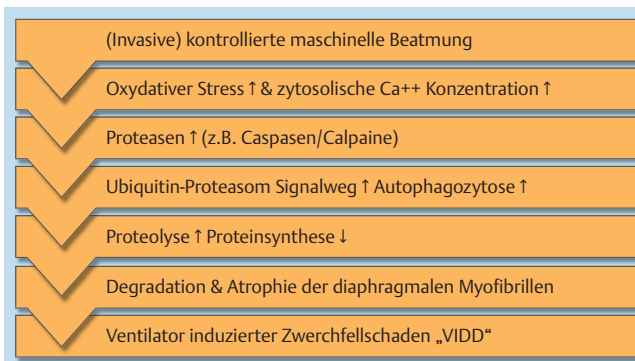 (Invasive) kontrollierte maschinelle Beatmung
Oxydativer Stress ↑ & zytosolische Ca++ Konzentration ↑
Proteasen ↑ (z.B. Caspasen/Calpaine)
Ubiquitin-Proteasom Signalweg ↑ Autophagozytose ↑
Proteolyse ↑ Proteinsynthese ↓
Degradation & Atrophie der diaphragmalen Myofibrillen
Ventilator induzierter Zwerchfellschaden „VIDD“